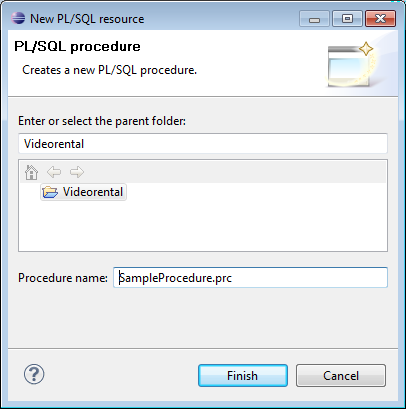 New PL/SQL resource
PL/SQL procedure
Creates a new PL/SQL procedure.
Enter or select the parent folder:
Videorental
Videorental
Procedure name: SampleProcedure.prc
? Finish Cancel